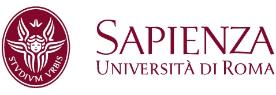 STVDIVM VRBIS
SAPIENZA
UNIVERSITÀ DI ROMA